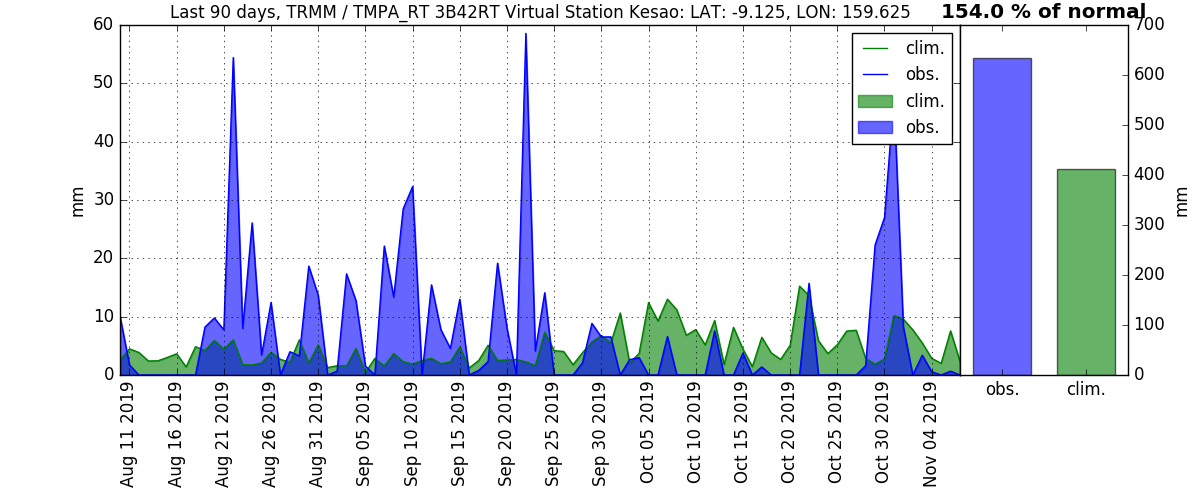 Last 90 days, TRMM / TMPA_RT 3B42RT Virtual Station Kesao: LAT: -9.125, LON: 159.625
154.0 % of normal
60
50
40
30
20
10
0
mm
clim.
obs.
clim.
obs.
700
600
500
400
300
200
100
0
mm
Aug 11 2019
Aug 16 2019
Aug 21 2019
Aug 26 2019
Aug 31 2019
Sep 05 2019
Sep 10 2019
Sep 15 2019
Sep 20 2019
Sep 25 2019
Sep 30 2019
Oct 05 2019
Oct 10 2019
Oct 15 2019
Oct 20 2019
Oct 25 2019
Oct 30 2019
Nov 04 2019
obs.
clim.